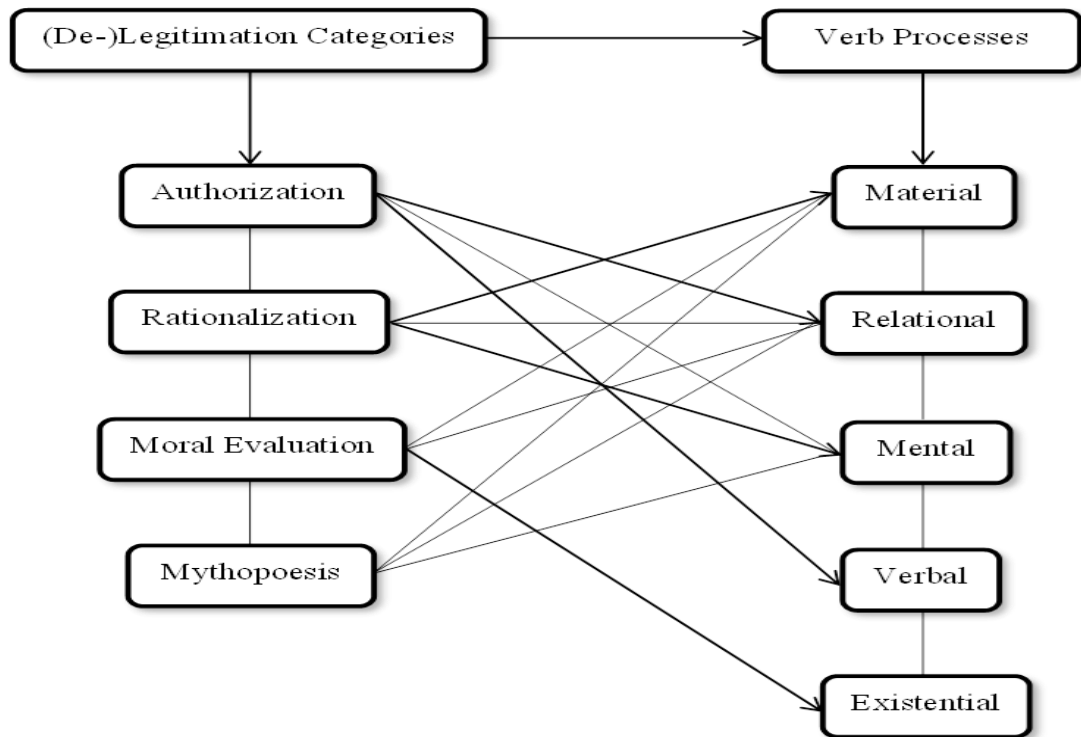 (De-)Legitimation Categories
Verb Processes
Authorization
Material
Rationalization
Relational
Moral Evaluation
Mental
Mythopoesis
Verbal
Existential